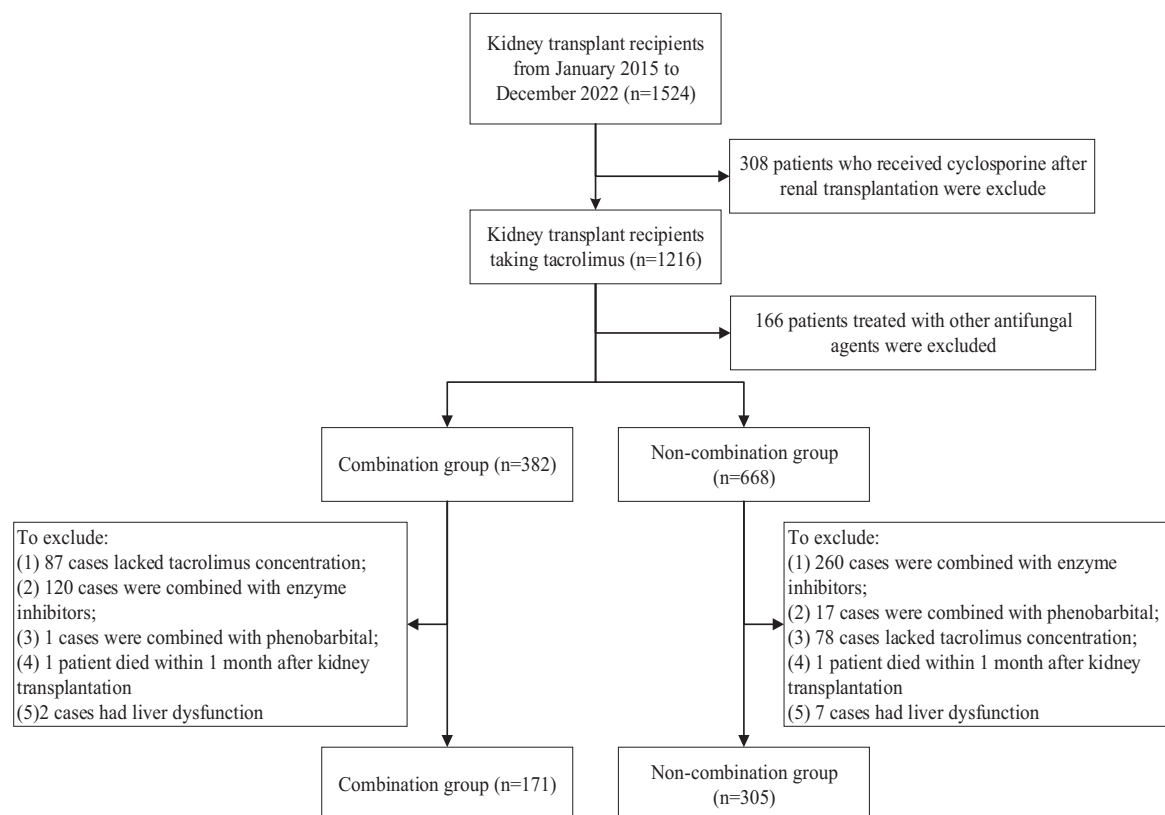 Kidney transplant recipients
from January 2015 to
December 2022 (n=1524)
308 patients who received cyclosporine after
renal transplantation were exclude
Kidney transplant recipients
taking tacrolimus (n=1216)
166 patients treated with other antifungal
agents were excluded
Combination group (n=382)
Non-combination group
(n=668)
To exclude:
(1) 87 cases lacked tacrolimus concentration;
(2) 120 cases were combined with enzyme
inhibitors;
(3) 1 cases were combined with phenobarbital;
(4) 1 patient died within 1 month after kidney
transplantation
(5)2 cases had liver dysfunction
To exclude:
(1) 260 cases were combined with enzyme
inhibitors;
(2) 17 cases were combined with phenobarbital;
(3) 78 cases lacked tacrolimus concentration;
(4) 1 patient died within 1 month after kidney
transplantation
(5) 7 cases had liver dysfunction
Combination group (n=171)
Non-combination group
(n=305)